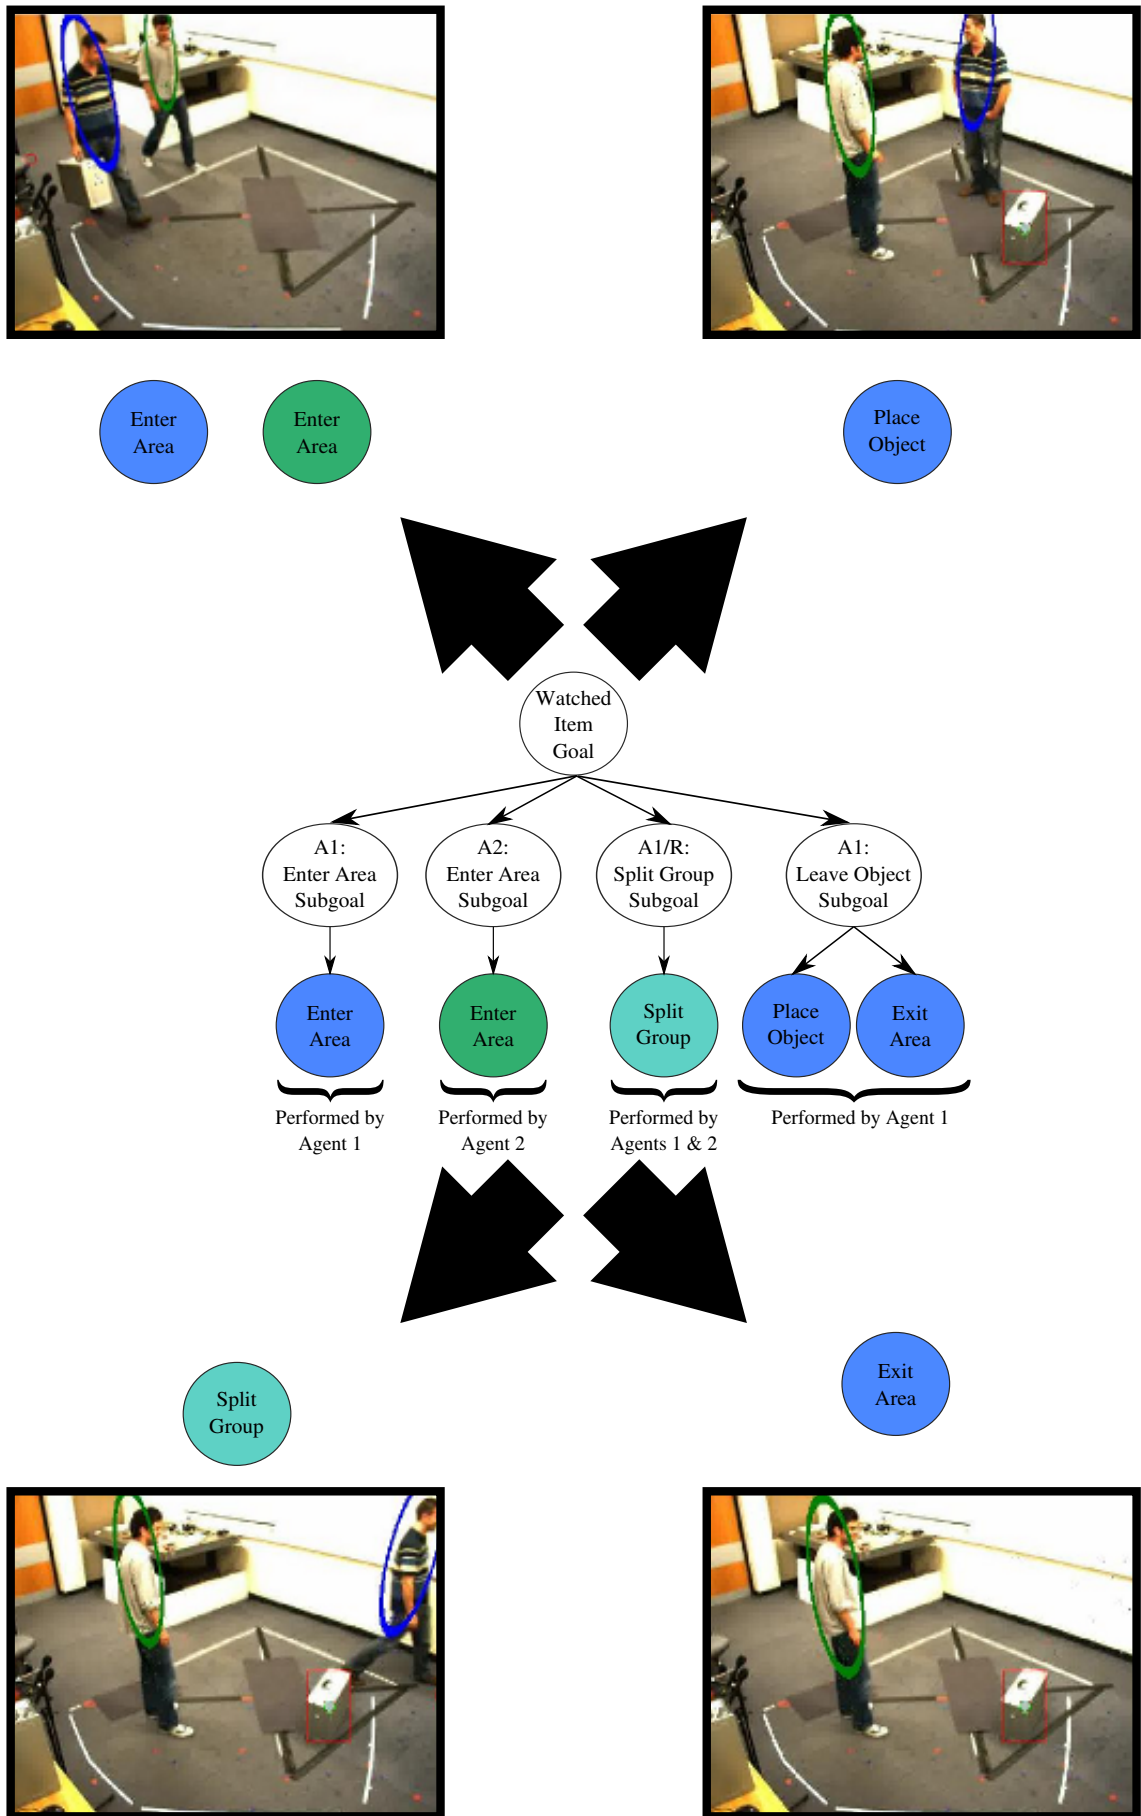 Enter
Area
Enter
Area
Place
Object
Watched
Item
Goal
A1:
Enter Area
Subgoal
A2:
Enter Area
Subgoal
A1/R:
Split Group
Subgoal
A1:
Leave Object
Subgoal
Enter
Area
Enter
Area
Split
Group
Place
Object
Exit
Area
Performed by
Agent 1
Performed by
Agent 2
Performed by
Agents 1 & 2
Performed by Agent 1
Split
Group
Exit
Area